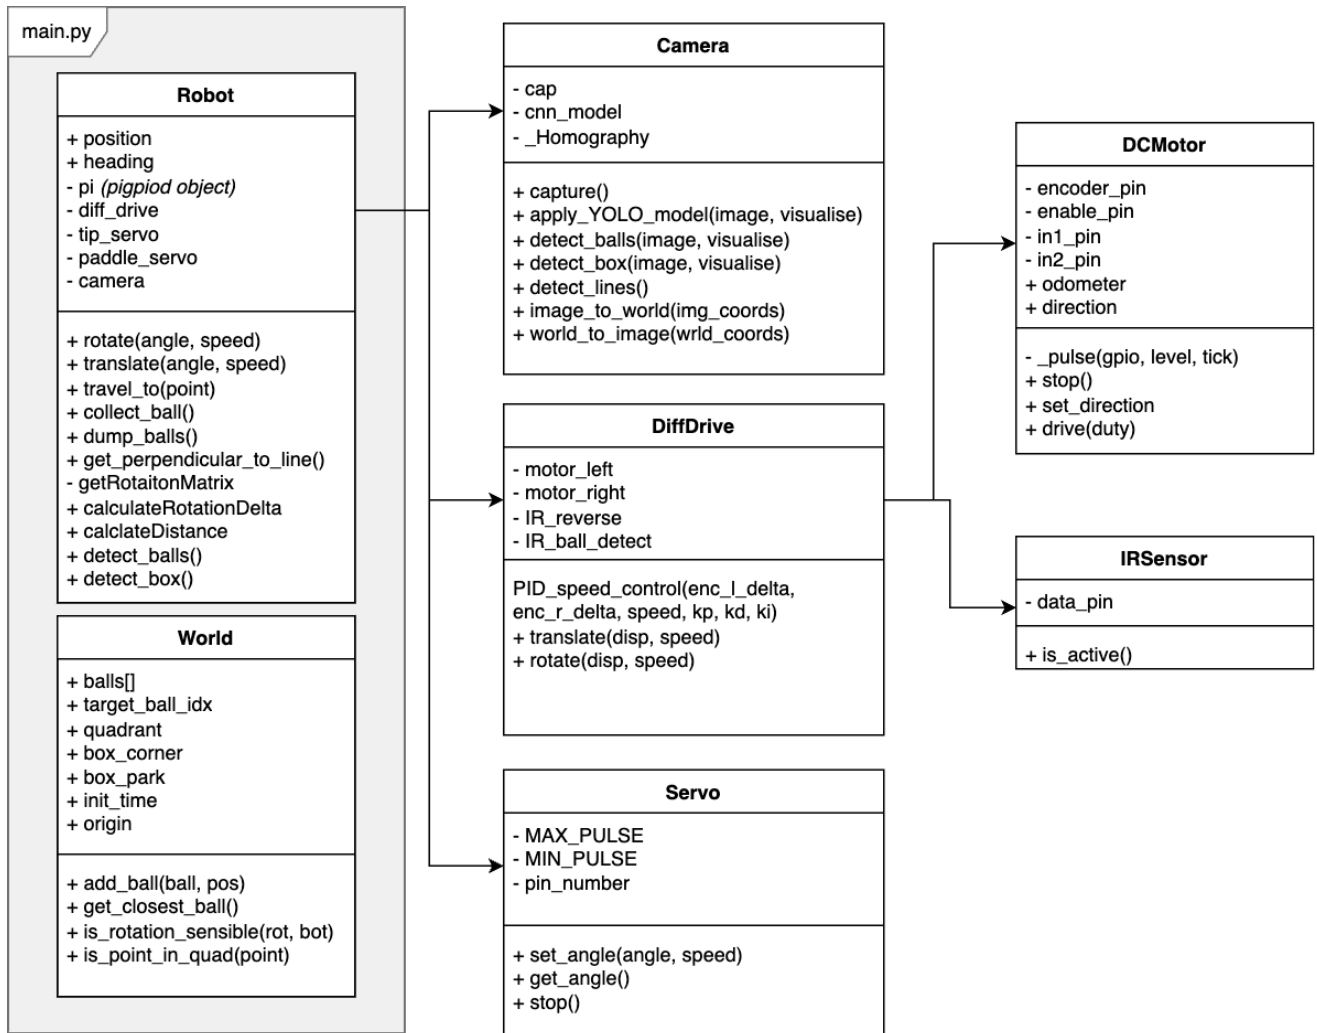 main.py
Robot
+ position
+ heading
- pi (pigpiod object)
- diff_drive
- tip_servo
- paddle_servo
- camera
+ rotate(angle, speed)
+ translate(angle, speed)
+ travel_to(point)
+ collect_ball()
+ dump_balls()
+ get_perpendicular_to_line()
- getRotaitonMatrix
+ calculateRotationDelta
+ calclateDistance
+ detect_balls()
+ detect_box()
World
+ balls[]
+ target_ball_idx
+ quadrant
+ box_corner
+ box_park
+ init_time
+ origin
+ add_ball(ball, pos)
+ get_closest_ball()
+ is_rotation_sensible(rot, bot)
+ is_point_in_quad(point)
Camera
- cap
- cnn_model
- _Homography
+ capture()
+ apply_YOLO_model(image, visualise)
+ detect_balls(image, visualise)
+ detect_box(image, visualise)
+ detect_lines()
+ image_to_world(img_coords)
+ world_to_image(wrld_coords)
DiffDrive
- motor_left
- motor_right
- IR_reverse
- IR_ball_detect
PID_speed_control(enc_l_delta,
enc_r_delta, speed, kp, kd, ki)
+ translate(disp, speed)
+ rotate(disp, speed)
Servo
- MAX_PULSE
- MIN_PULSE
- pin_number
+ set_angle(angle, speed)
+ get_angle()
+ stop()
DCMotor
- encoder_pin
- enable_pin
- in1_pin
- in2_pin
+ odometer
+ direction
- _pulse(gpio, level, tick)
+ stop()
+ set_direction
+ drive(duty)
IRSensor
- data_pin
+ is_active()